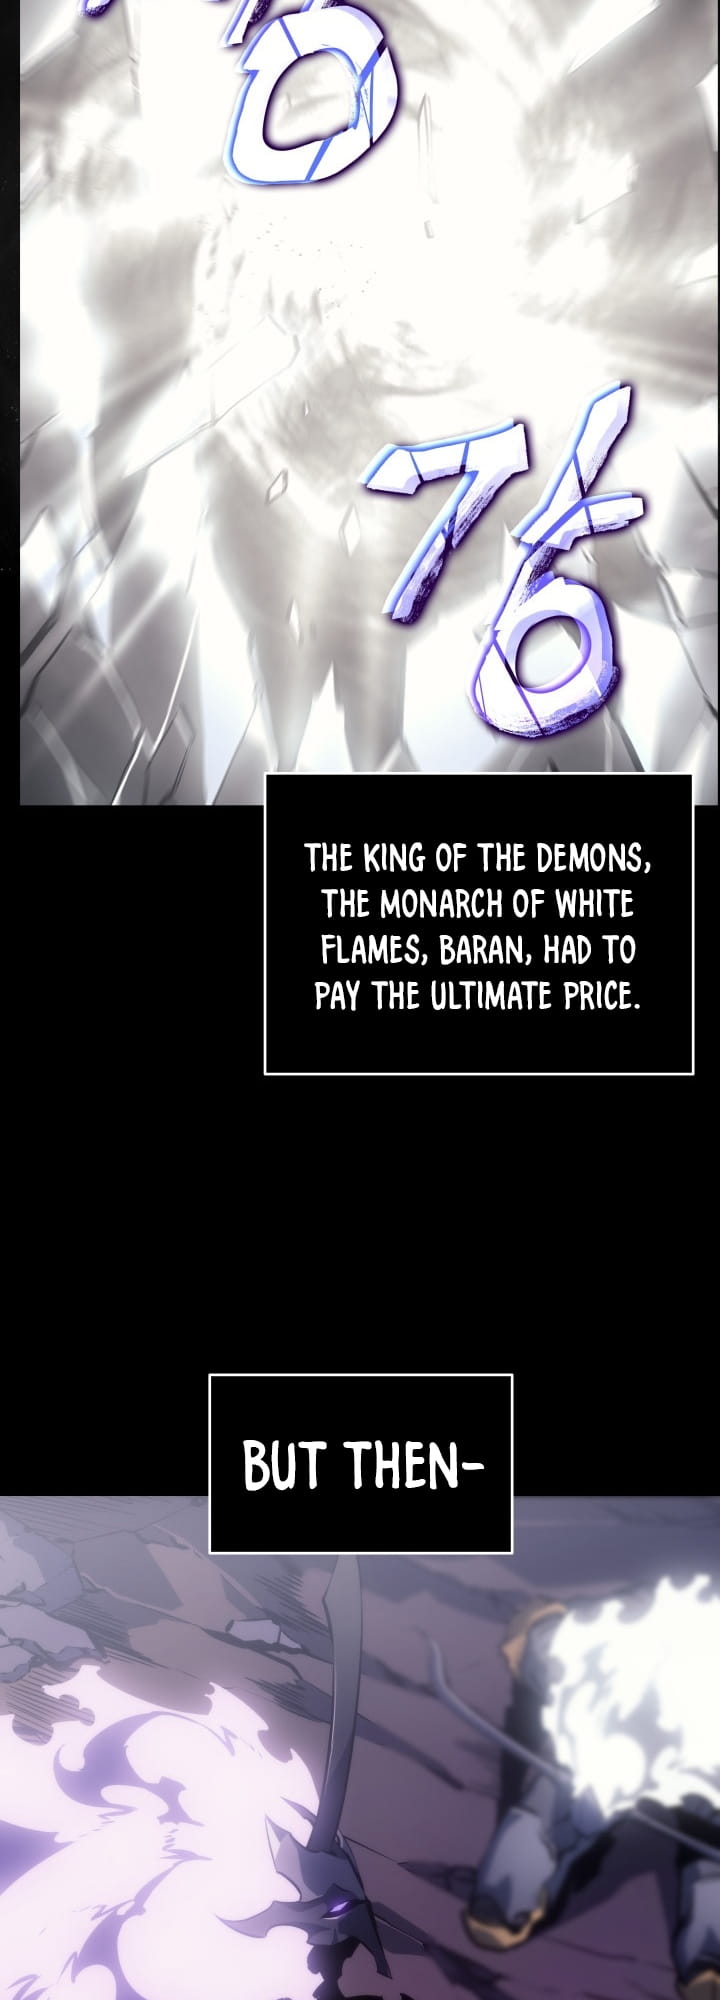 강
THE KING OF THE DEMONS,
THE MONARCH OF WHITE
FLAMES, BARAN, HAD TO
PAY THE ULTIMATE PRICE.
BUT THEN-